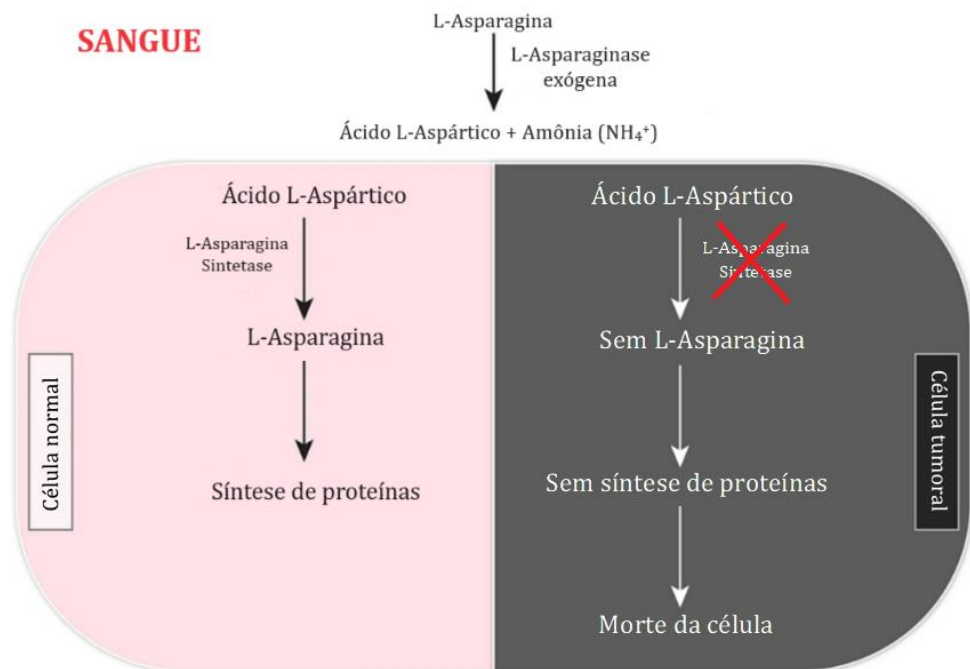 SANGUE
L-Asparagina
L-Asparaginase
exógena
Ácido L-Aspártico + Amônia (NH₄⁺)
Ácido L-Aspártico
L-Asparagina
Sintetase
L-Asparagina
Síntese de proteínas
Célula normal
Ácido L-Aspártico
L-Asparagina
Sintetase
Sem L-Asparagina
Sem síntese de proteínas
Morte da célula
Célula tumoral